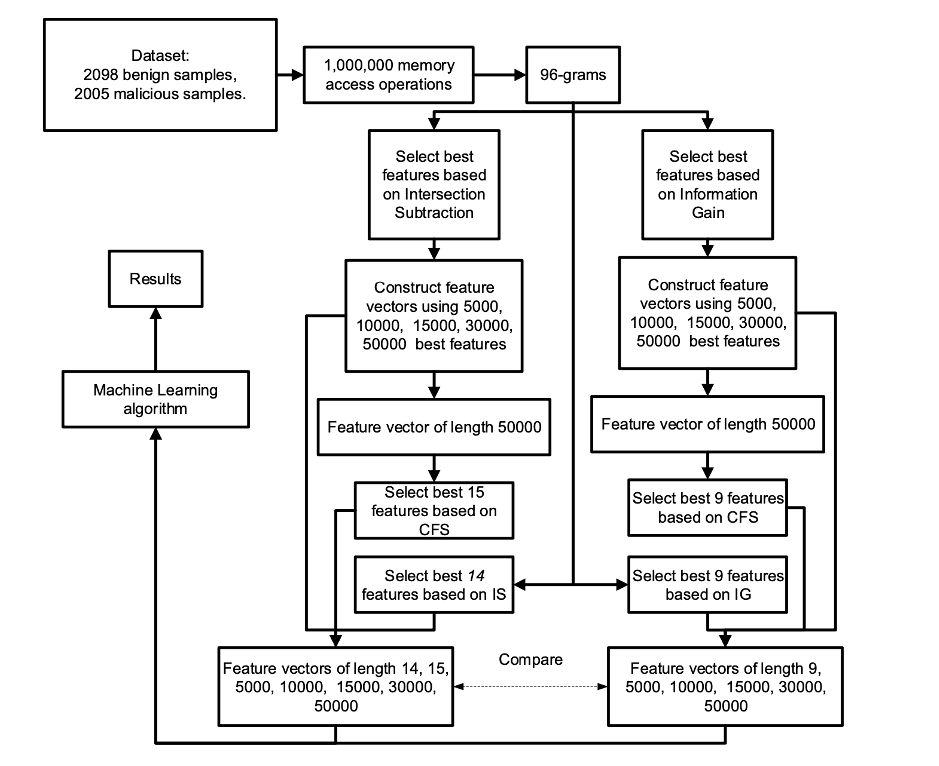 Dataset:
2098 benign samples,
2005 malicious samples.
1,000,000 memory
access operations
96-grams
Select best
features based
on Intersection
Subtraction
Select best
features based
on Information
Gain
Results
Construct feature
vectors using 5000,
10000, 15000, 30000,
50000 best features
Construct feature
vectors using 5000,
10000, 15000, 30000,
50000 best features
Machine Learning
algorithm
Feature vector of length 50000
Feature vector of length 50000
Select best 15
features based on
CFS
Select best 9 features
based on CFS
Select best 14
features based on IS
Select best 9 features
based on IG
Feature vectors of length 14, 15,
5000, 10000, 15000, 30000,
50000
Compare
Feature vectors of length 9,
5000, 10000, 15000, 30000,
50000